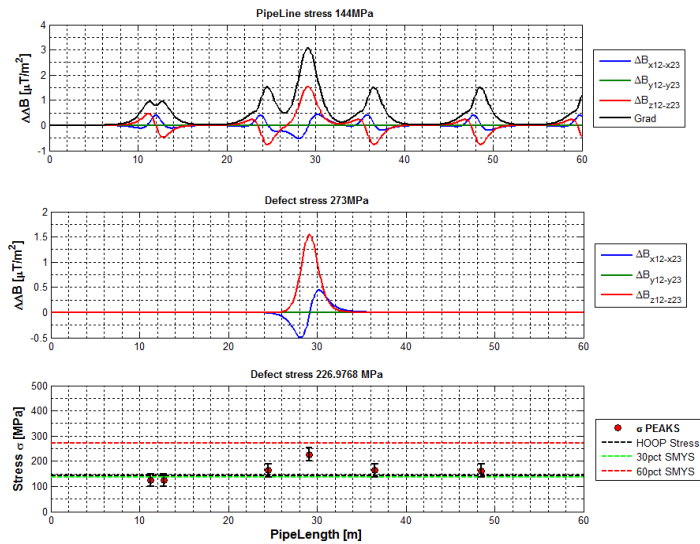 PipeLine stress 144MPa
ΔΔB [μT/m²]
4
3
2
1
0
-1
0 10 20 30 40 50 60
ΔBx12-x23
ΔBy12-y23
ΔBz12-z23
Grad
Defect stress 273MPa
ΔΔB [μT/m²]
2
1.5
1
0.5
0
-0.5
0 10 20 30 40 50 60
ΔBx12-x23
ΔBy12-y23
ΔBz12-z23
Defect stress 226.9768 MPa
Stress σ [MPa]
500
400
300
200
100
0
0 10 20 30 40 50 60
PipeLength [m]
σ PEAKS
HOOP Stress
30pct SMYS
60pct SMYS